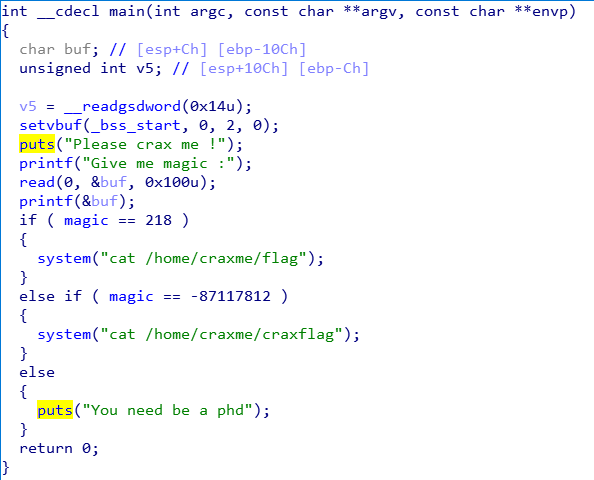 int __cdecl main(int argc, const char **argv, const char **envp)
{
  char buf; // [esp+Ch] [ebp-10Ch]
  unsigned int v5; // [esp+10Ch] [ebp-Ch]

  v5 = __readgsdword(0x14u);
  setvbuf(_bss_start, 0, 2, 0);
  puts("Please crax me !");
  printf("Give me magic :");
  read(0, &buf, 0x100u);
  printf(&buf);
  if ( magic == 218 )
  {
    system("cat /home/craxme/flag");
  }
  else if ( magic == -87117812 )
  {
    system("cat /home/craxme/craxflag");
  }
  else
  {
    puts("You need be a phd");
  }
  return 0;
}